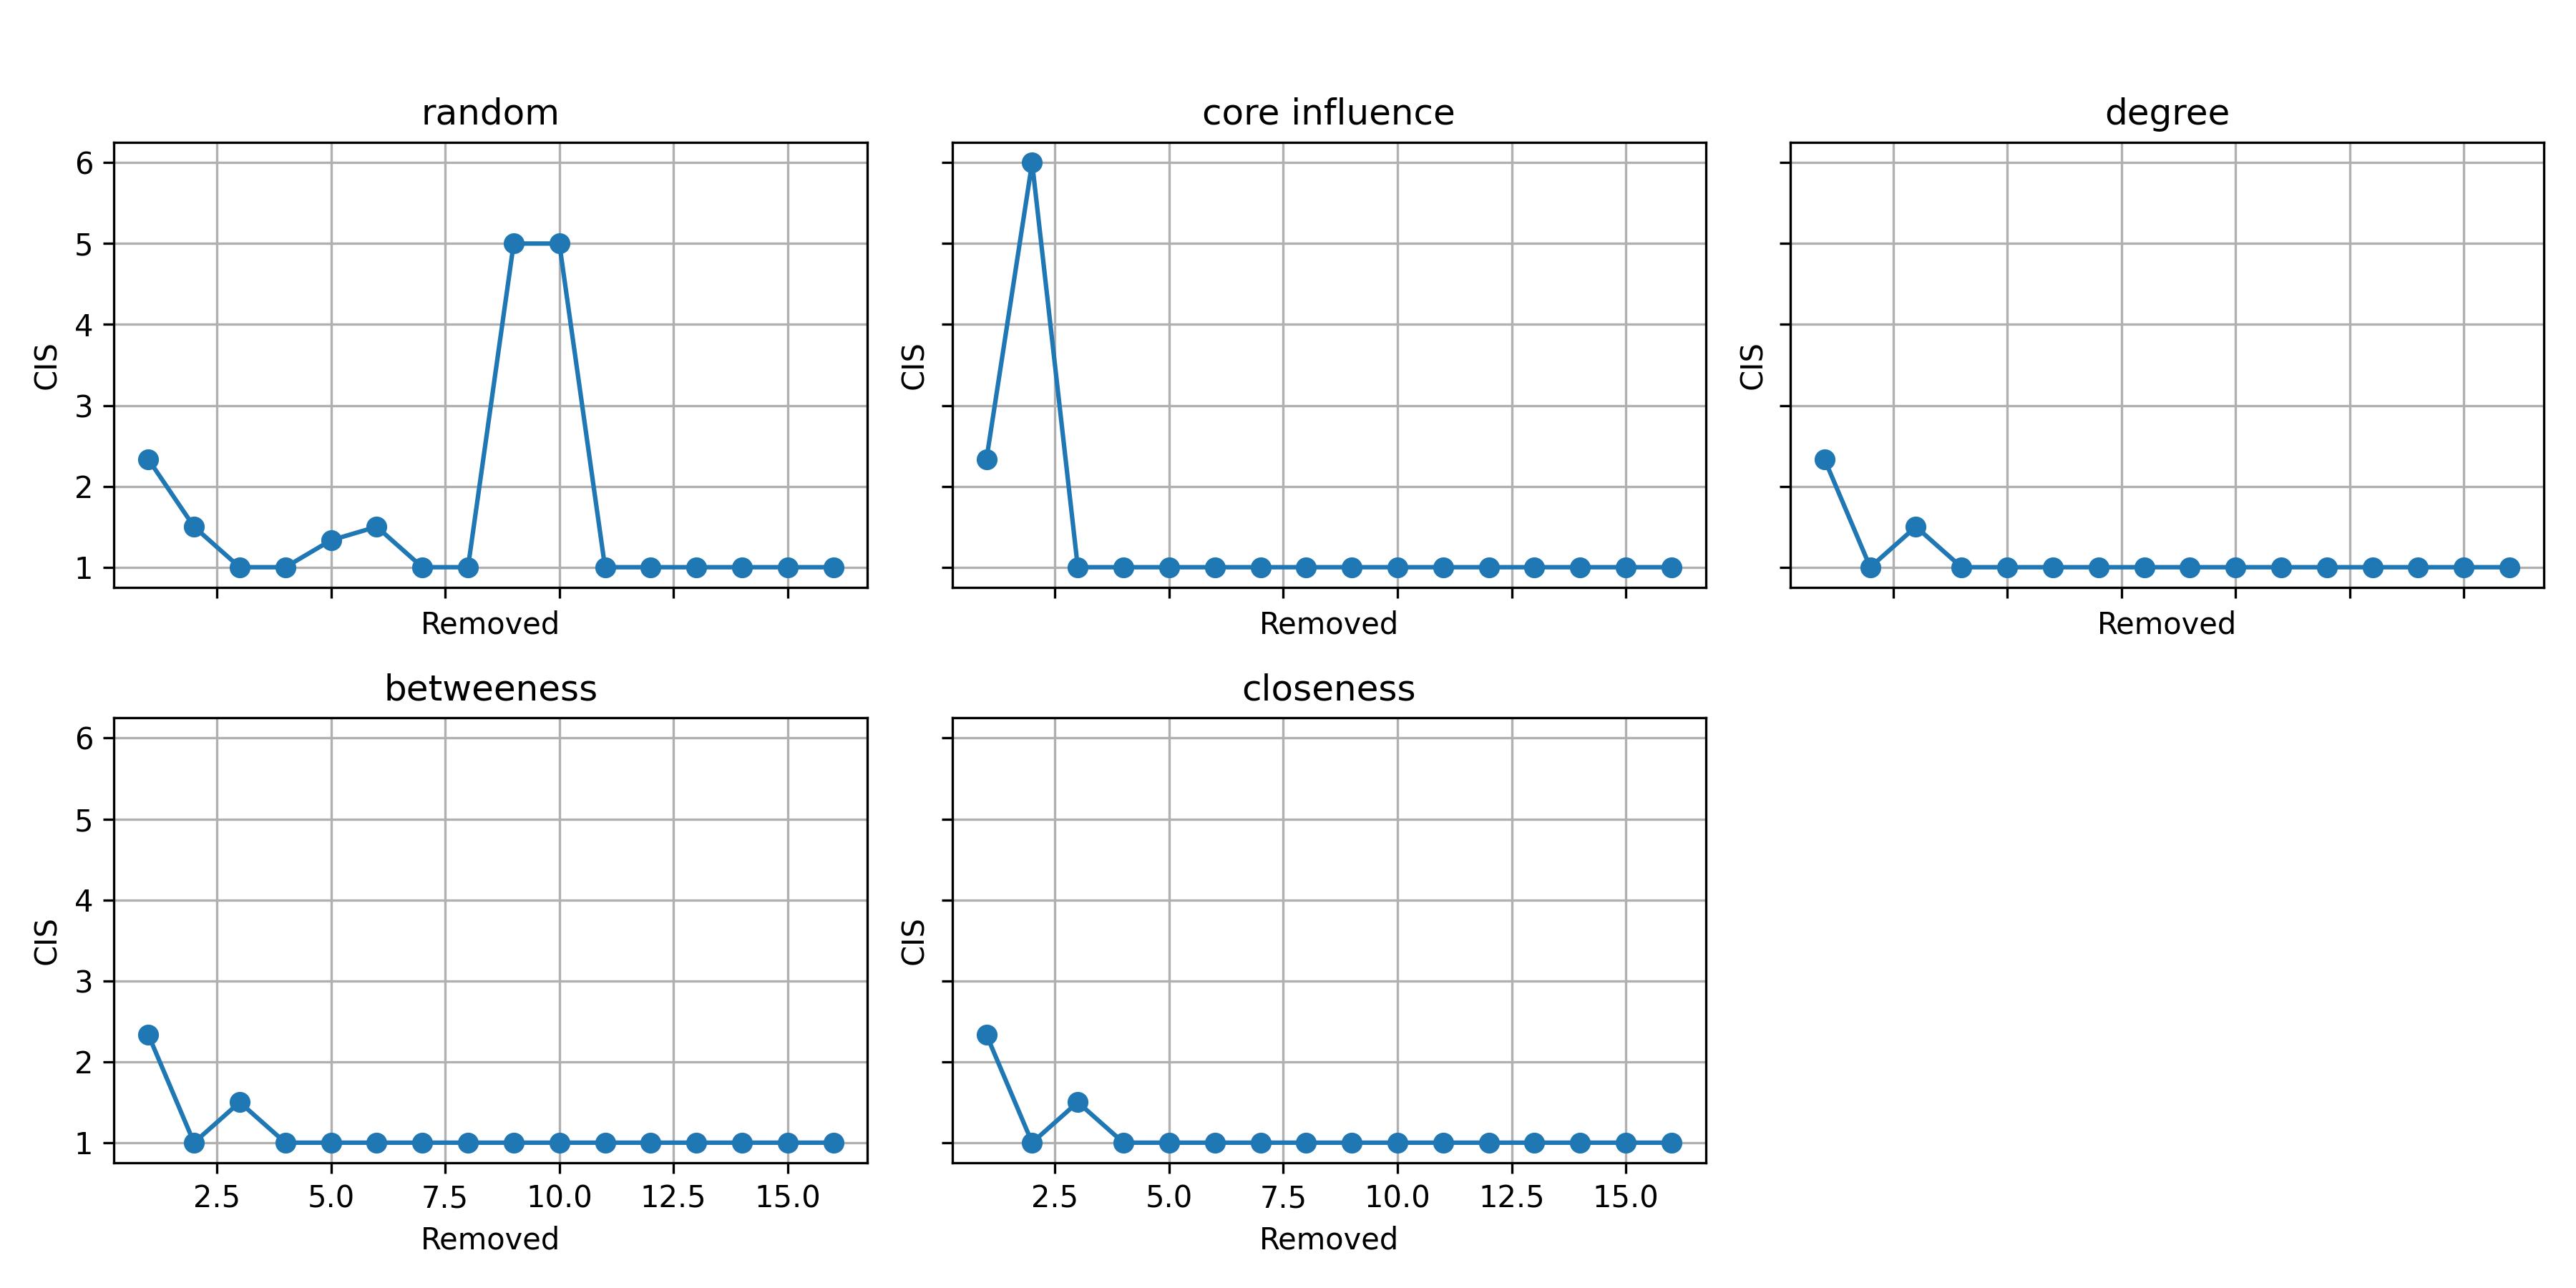 random
core influence
degree
6
5
4
3
2
1
CIS
CIS
CIS
Removed
Removed
Removed
betweeness
closeness
6
5
4
3
2
1
CIS
CIS
2.5 5.0 7.5 10.0 12.5 15.0
2.5 5.0 7.5 10.0 12.5 15.0
Removed
Removed